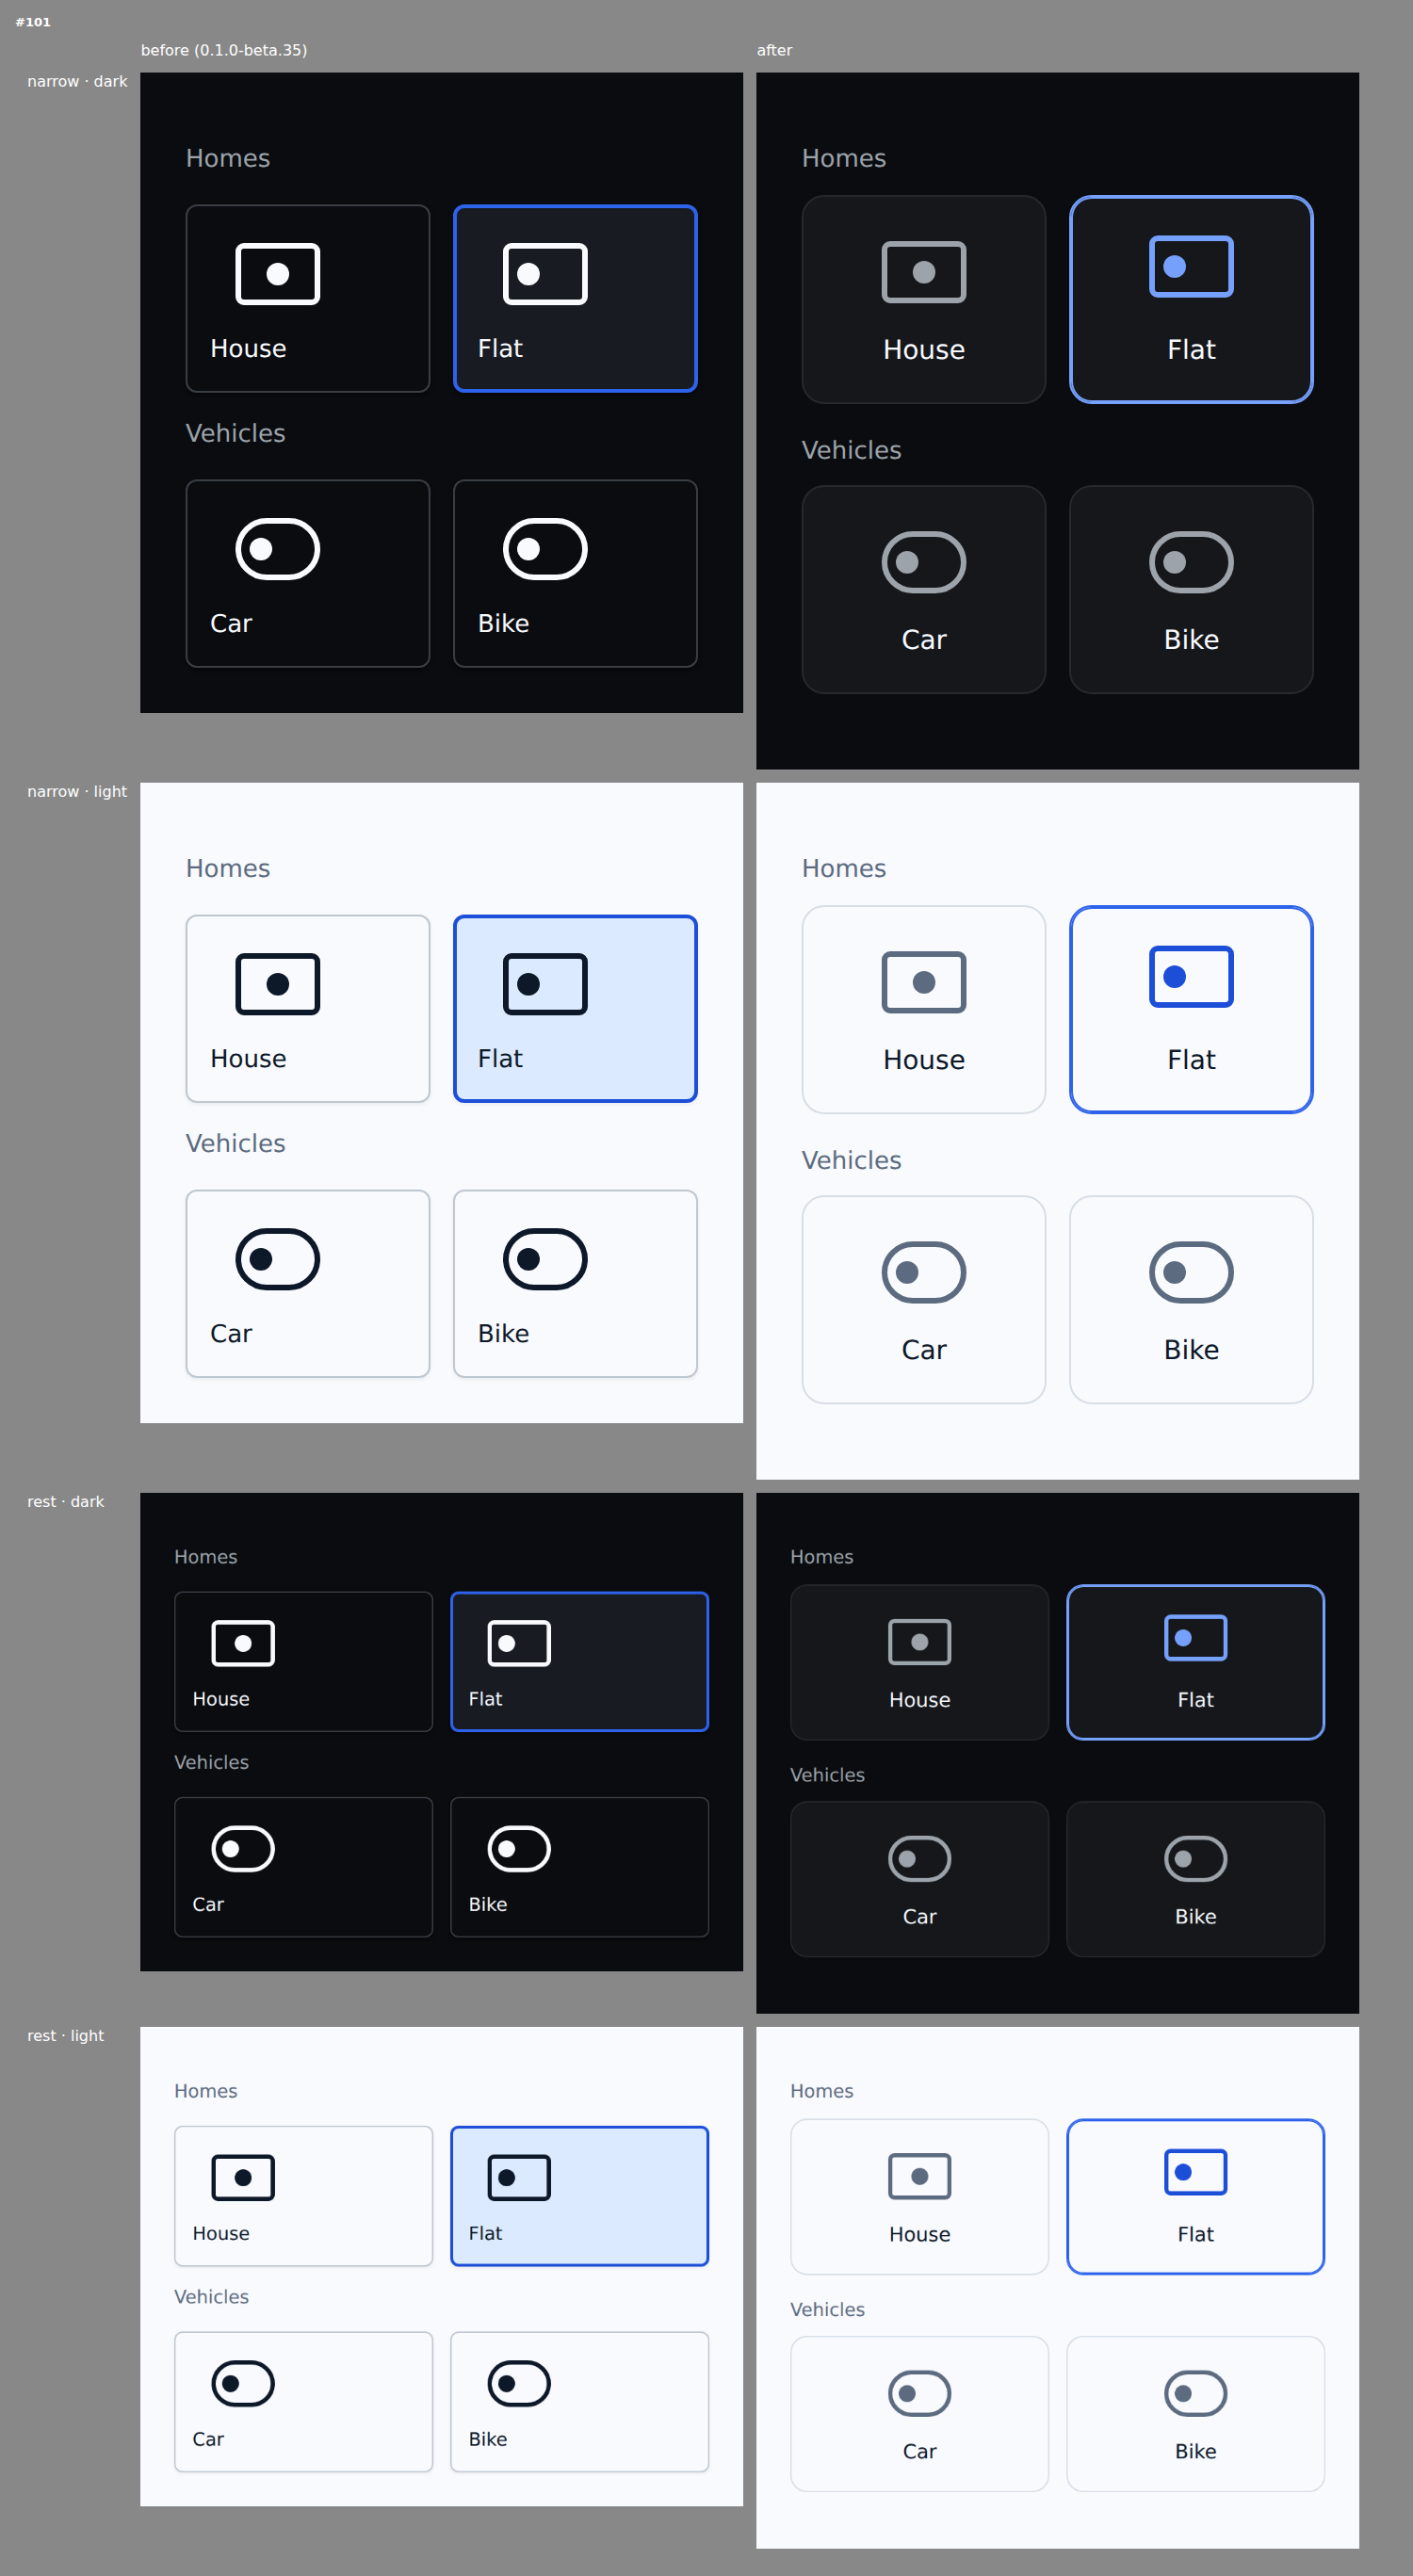 #101
before (0.1.0-beta.35) after
narrow · dark
Homes
House Flat
Vehicles
Car Bike
Homes
House Flat
Vehicles
Car Bike
narrow · light
Homes
House Flat
Vehicles
Car Bike
Homes
House Flat
Vehicles
Car Bike
rest · dark
Homes
House Flat
Vehicles
Car Bike
Homes
House Flat
Vehicles
Car Bike
rest · light
Homes
House Flat
Vehicles
Car Bike
Homes
House Flat
Vehicles
Car Bike